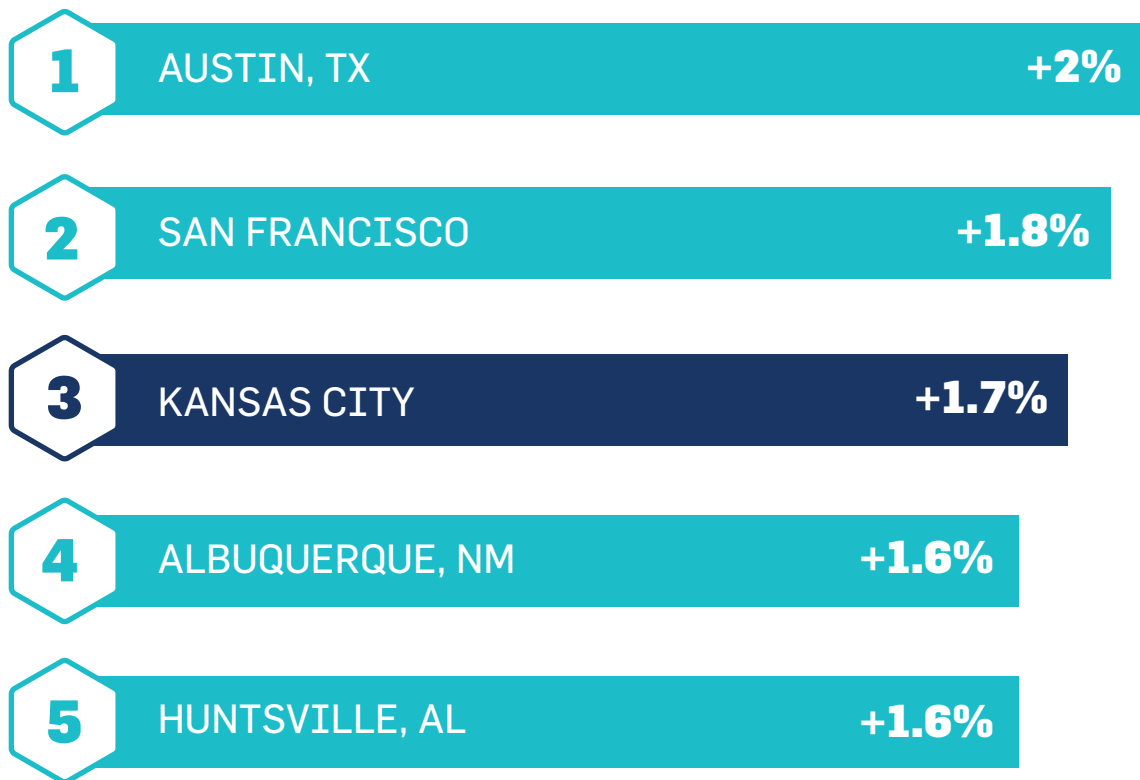 1 AUSTIN, TX +2%
2 SAN FRANCISCO +1.8%
3 KANSAS CITY +1.7%
4 ALBUQUERQUE, NM +1.6%
5 HUNTSVILLE, AL +1.6%